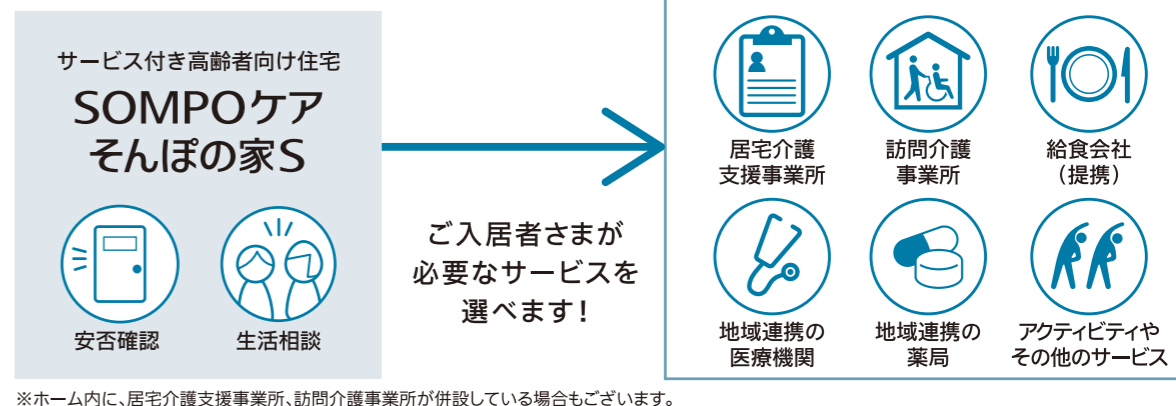 サービス付き高齢者向け住宅
SOMPOケア
そんぽの家S
安否確認
生活相談
ご入居者さまが
必要なサービスを
選べます!
居宅介護
支援事業所
訪問介護
事業所
給食会社
(提携)
地域連携の
医療機関
地域連携の
薬局
アクティビティや
その他のサービス
※ホーム内に、居宅介護支援事業所、訪問介護事業所が併設している場合もございます。